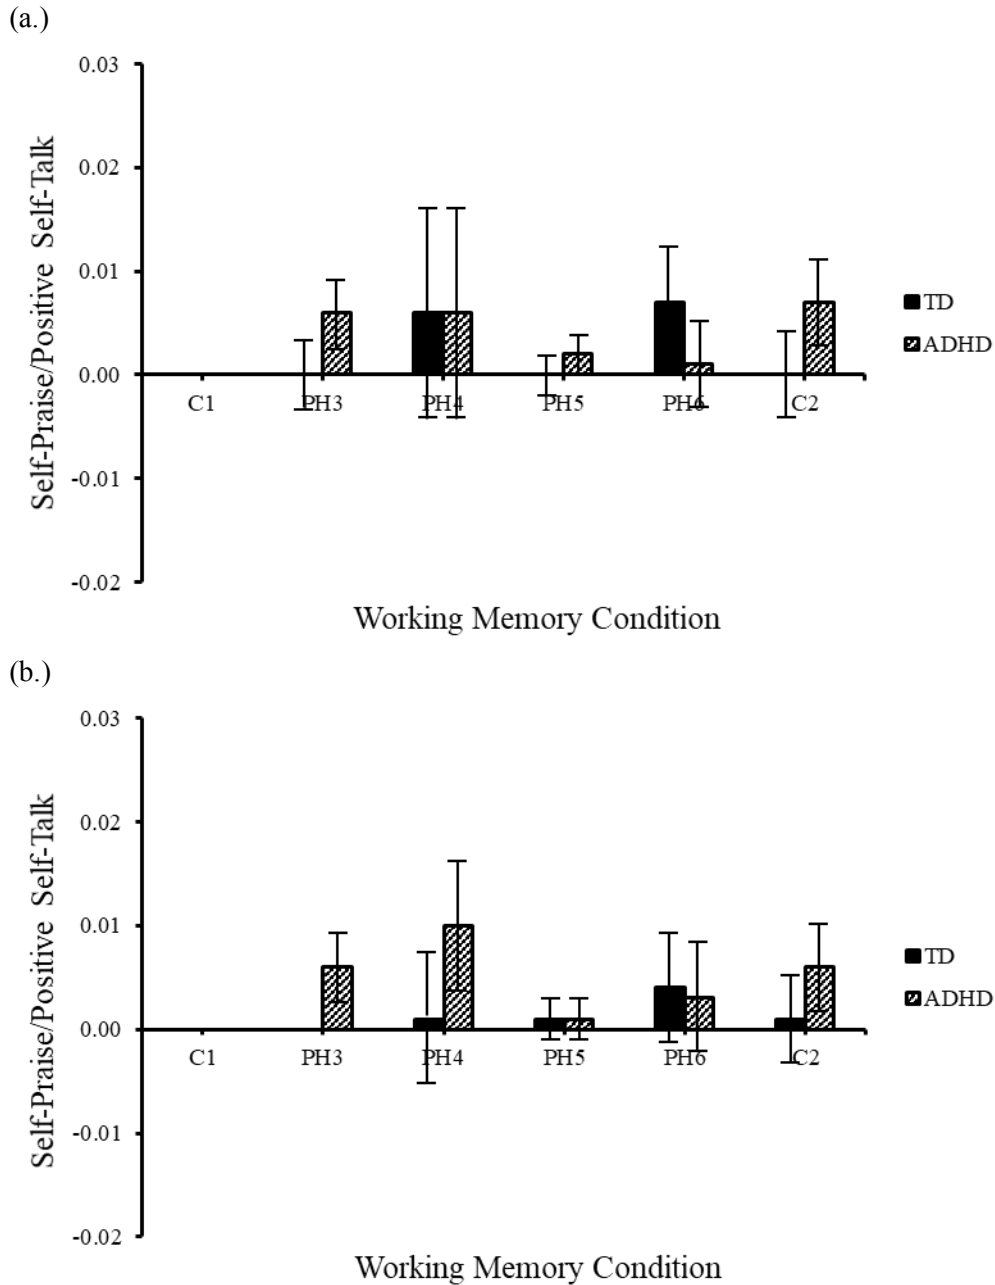 (a.)
0.03
0.02
0.01
0.00
-0.01
-0.02
Self-Praise/Positive Self-Talk
C1 PH3 PH4 PH5 PH6 C2
TD
ADHD
Working Memory Condition
(b.)
0.03
0.02
0.01
0.00
-0.01
-0.02
Self-Praise/Positive Self-Talk
C1 PH3 PH4 PH5 PH6 C2
TD
ADHD
Working Memory Condition